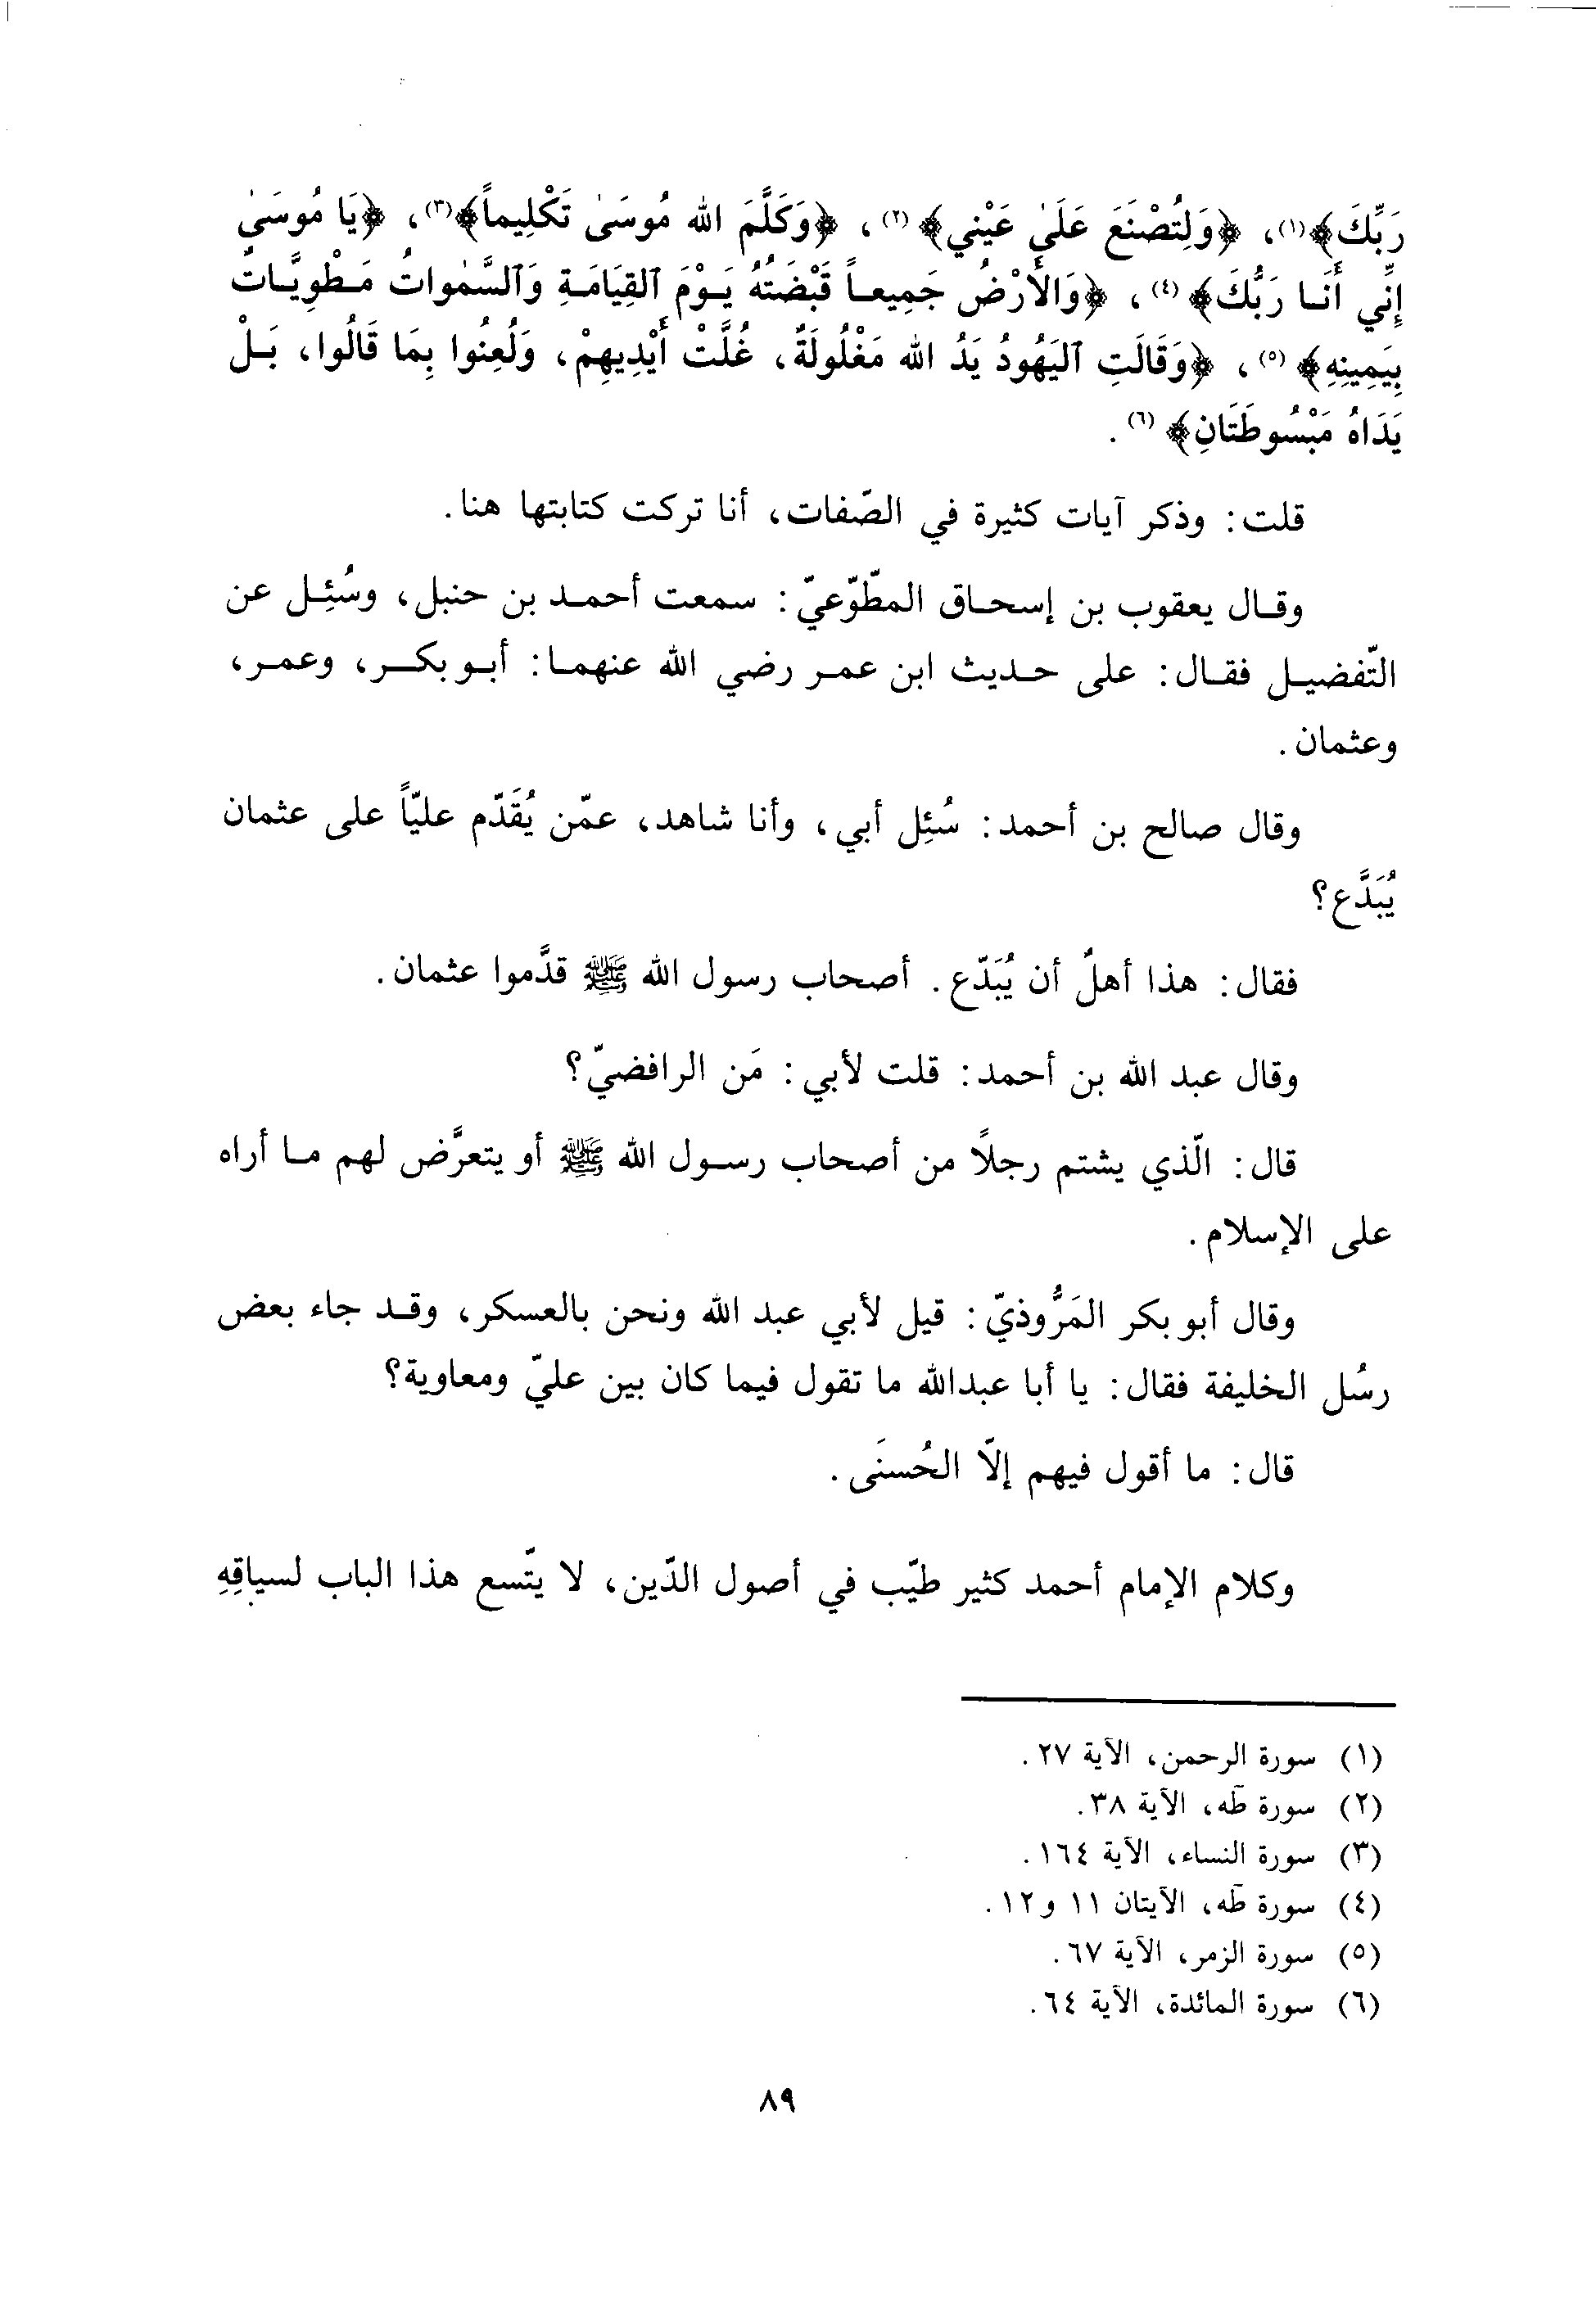 رَبِّكَ﴾(١)، ﴿وَلِتُصْنَعَ عَلَىٰ عَيْنِي﴾(٢)، ﴿وَكَلَّمَ الله مُوسَىٰ تَكْلِيماً﴾(٣)، ﴿يَا مُوسَىٰ
إِنِّي أَنَا رَبُّكَ﴾(٤)، ﴿وَالأَرْضُ جَمِيعاً قَبْضَتُهُ يَوْمَ ٱلقِيَامَةِ وَٱلسَّمٰواتُ مَطْوِيَّاتٌ
بِيَمِينِهِ﴾(٥)، ﴿وَقَالَتِ ٱليَهُودُ يَدُ الله مَغْلُولَةٌ، غُلَّتْ أَيْدِيهِمْ، وَلُعِنُوا بِمَا قَالُوا، بَلْ
يَدَاهُ مَبْسُوطَتَانِ﴾(٦).
قلت: وذكر آيات كثيرة في الصّفات، أنا تركت كتابتها هنا.
وقال يعقوب بن إسحاق المطّوّعيّ: سمعت أحمد بن حنبل، وسُئِل عن
التّفضيل فقال: على حديث ابن عمر رضي الله عنهما: أبو بكر، وعمر،
وعثمان.
وقال صالح بن أحمد: سُئِل أبي، وأنا شاهد، عمّن يُقَدّم عليّاً على عثمان
يُبَدَّع؟
فقال: هذا أهلٌ أن يُبَدّع. أصحاب رسول الله ﷺ قدَّموا عثمان.
وقال عبد الله بن أحمد: قلت لأبي: مَن الرافضيّ؟
قال: الّذي يشتم رجلاً من أصحاب رسول الله ﷺ أو يتعرَّض لهم ما أراه
على الإسلام.
وقال أبو بكر المَرُّوذيّ: قيل لأبي عبد الله ونحن بالعسكر، وقد جاء بعض
رسُل الخليفة فقال: يا أبا عبدالله ما تقول فيما كان بين عليّ ومعاوية؟
قال: ما أقول فيهم إلّا الحُسنَى.
وكلام الإمام أحمد كثير طيّب في أصول الدّين، لا يتّسع هذا الباب لسياقِهِ
(١) سورة الرحمن، الآية ٢٧.
(٢) سورة طٓه، الآية ٣٨.
(٣) سورة النساء، الآية ١٦٤.
(٤) سورة طٓه، الآيتان ١١ و١٢.
(٥) سورة الزمر، الآية ٦٧.
(٦) سورة المائدة، الآية ٦٤.
٨٩